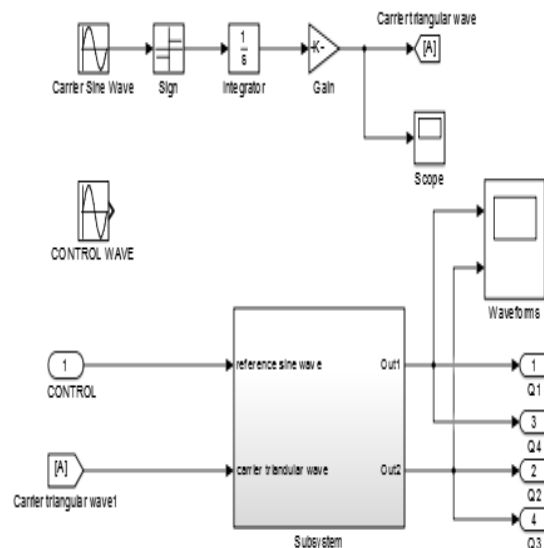 Carrier triangular wave
1
s
-K-
[A]
Carrier Sine Wave
Sign
Integrator
Gain
Scope
CONTROL WAVE
Waveforms
1
CONTROL
reference sine wave
Out1
1
Q1
3
Q4
[A]
Carrier triangular wave1
carrier triandular wave
Out2
2
Q2
4
Q3
Subsystem